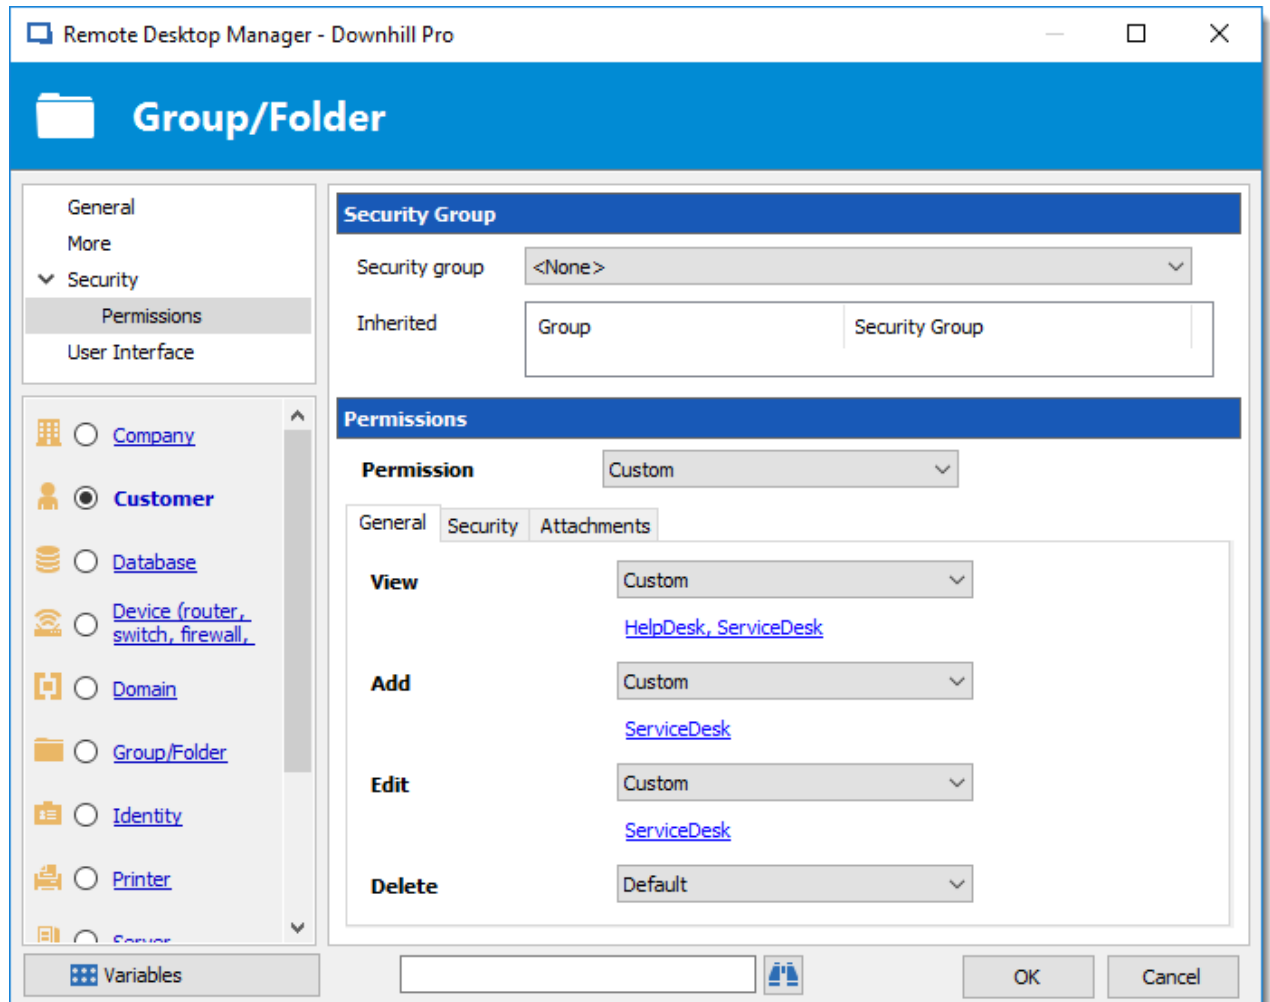 Remote Desktop Manager - Downhill Pro
Group/Folder
General
More
Security
Permissions
User Interface
Company
Customer
Database
Device (router,
switch, firewall,
Domain
Group/Folder
Identity
Printer
Server
Variables
Security Group
Security group <None>
Inherited Group Security Group
Permissions
Permission Custom
General Security Attachments
View Custom
HelpDesk, ServiceDesk
Add Custom
ServiceDesk
Edit Custom
ServiceDesk
Delete Default
OK Cancel